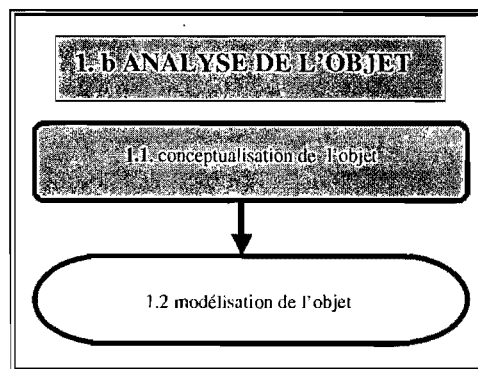 1. b ANALYSE DE L'OBJET
1.1. conceptualisation de l'objet
1.2 modélisation de l'objet